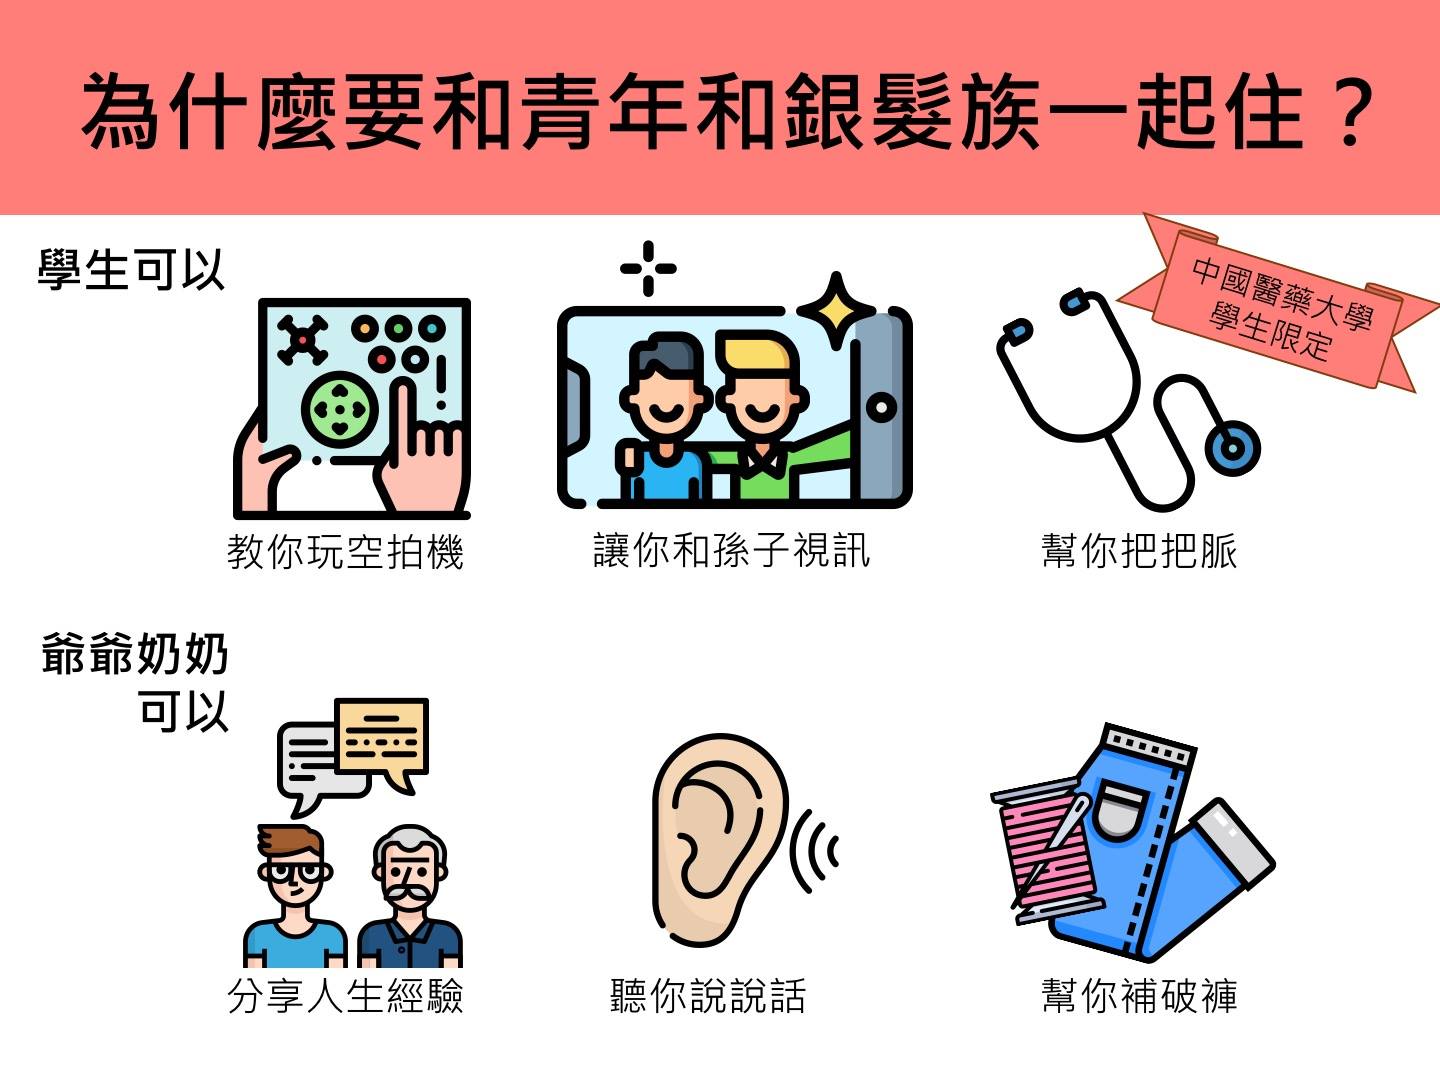 為什麼要和青年和銀髮族一起住？
學生可以
中國醫藥大學
學生限定
教你玩空拍機
讓你和孫子視訊
幫你把把脈
爺爺奶奶
可以
分享人生經驗
聽你說說話
幫你補破褲